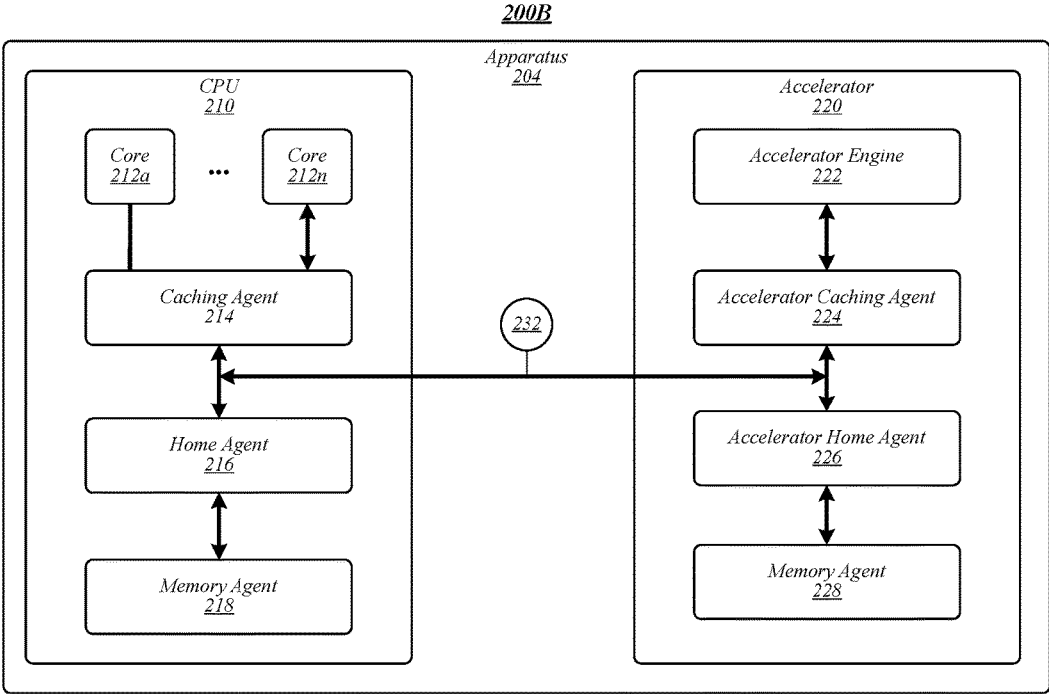 200B
Apparatus
204
CPU
210
Core
212a
...
Core
212n
Caching Agent
214
Home Agent
216
Memory Agent
218
232
Accelerator
220
Accelerator Engine
222
Accelerator Caching Agent
224
Accelerator Home Agent
226
Memory Agent
228